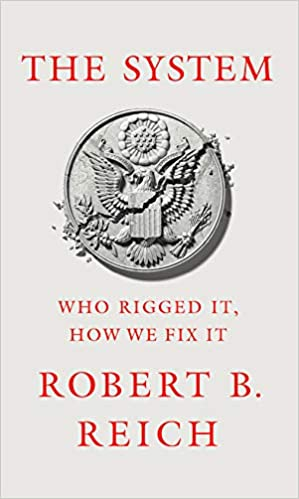 THE SYSTEM
WHO RIGGED IT,
HOW WE FIX IT
ROBERT B.
REICH